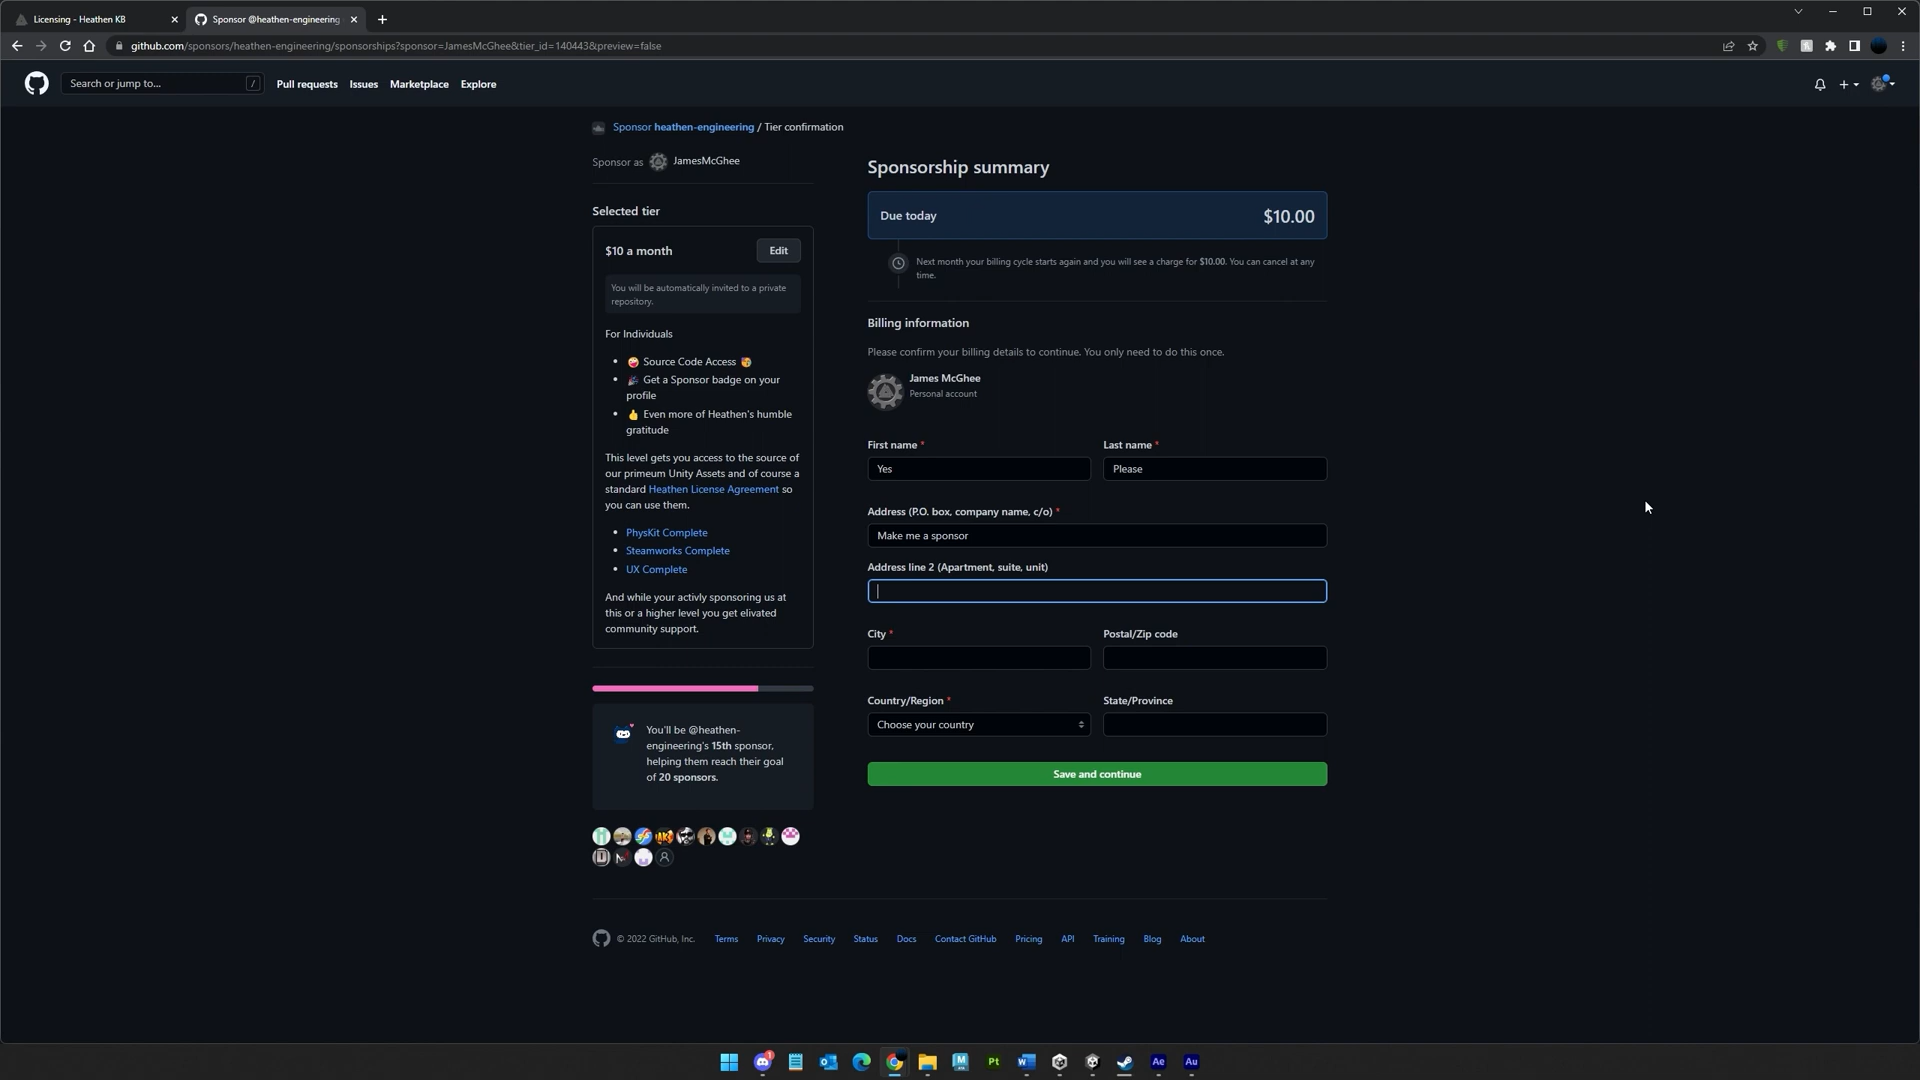 Licensing - Heathen KB
Sponsor @heathen-engineering
github.com/sponsors/heathen-engineering/sponsorships?sponsor=JamesMcGhee&tier_id=140443&preview=false
Search or jump to...
/
Pull requests
Issues
Marketplace
Explore
Sponsor heathen-engineering / Tier confirmation
Sponsor as JamesMcGhee
Selected tier
$10 a month
Edit
You will be automatically invited to a private
repository.
For Individuals
Source Code Access
Get a Sponsor badge on your
profile
Even more of Heathen's humble
gratitude
This level gets you access to the source of
our primeum Unity Assets and of course a
standard Heathen License Agreement so
you can use them.
PhysKit Complete
Steamworks Complete
UX Complete
And while your activly sponsoring us at
this or a higher level you get elivated
community support.
You'll be @heathen-
engineering's 15th sponsor,
helping them reach their goal
of 20 sponsors.
Sponsorship summary
Due today
$10.00
Next month your billing cycle starts again and you will see a charge for $10.00. You can cancel at any
time.
Billing information
Please confirm your billing details to continue. You only need to do this once.
James McGhee
Personal account
First name *
Last name *
Yes
Please
Address (P.O. box, company name, c/o) *
Make me a sponsor
Address line 2 (Apartment, suite, unit)
City *
Postal/Zip code
Country/Region *
State/Province
Choose your country
Save and continue
© 2022 GitHub, Inc.
Terms
Privacy
Security
Status
Docs
Contact GitHub
Pricing
API
Training
Blog
About
1
M
Pt
W
Ae
Au